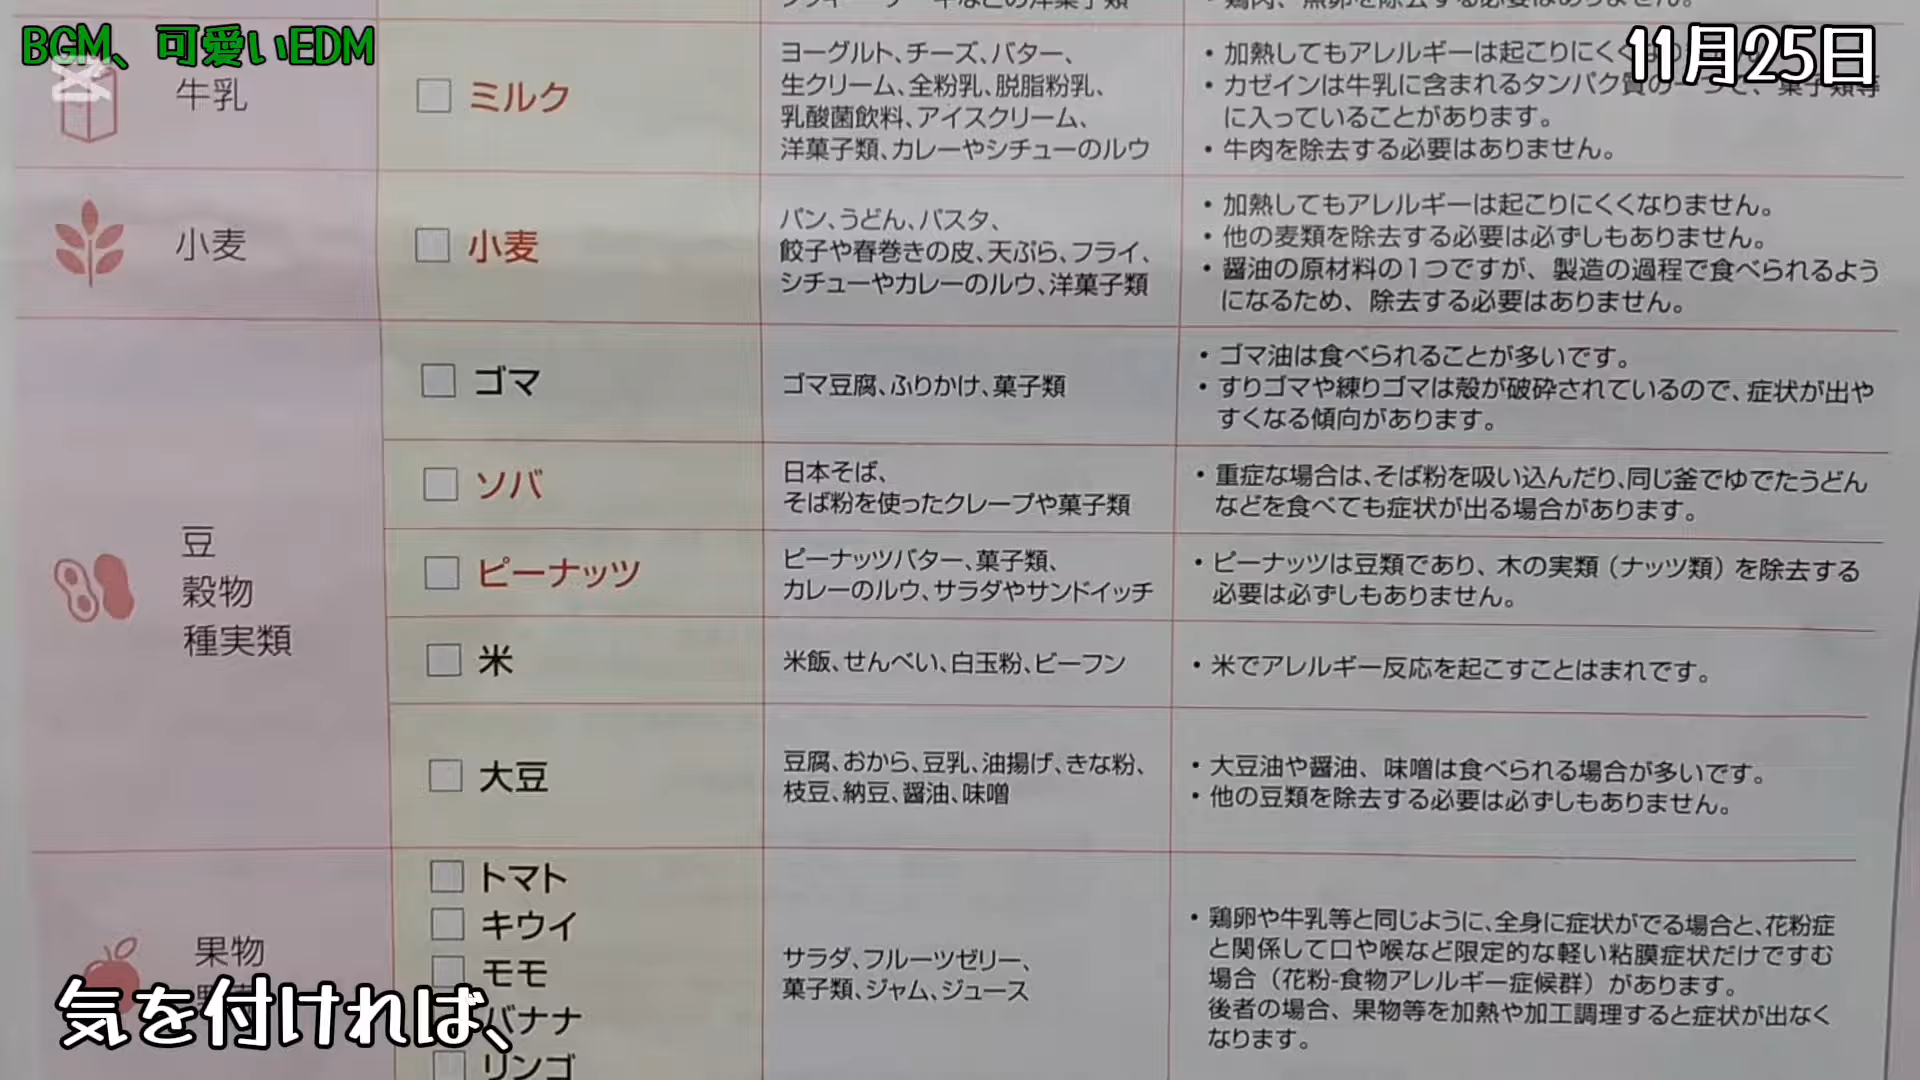 BGM、可愛いEDM
11月25日
牛乳
ミルク
ヨーグルト、チーズ、バター、
生クリーム、全粉乳、脱脂粉乳、
乳酸菌飲料、アイスクリーム、
洋菓子類、カレーやシチューのルウ
・加熱してもアレルギーは起こりにくく
・カゼインは牛乳に含まれるタンパク質の一つで、菓子類等
に入っていることがあります。
・牛肉を除去する必要はありません。
小麦
小麦
パン、うどん、パスタ、
餃子や春巻きの皮、天ぷら、フライ、
シチューやカレーのルウ、洋菓子類
・加熱してもアレルギーは起こりにくくなりません。
・他の麦類を除去する必要は必ずしもありません。
・醤油の原材料の1つですが、製造の過程で食べられるよう
になるため、除去する必要はありません。
豆
穀物
種実類
ゴマ
ゴマ豆腐、ふりかけ、菓子類
・ゴマ油は食べられることが多いです。
・すりゴマや練りゴマは殻が破砕されているので、症状が出や
すくなる傾向があります。
ソバ
日本そば、
そば粉を使ったクレープや菓子類
・重症な場合は、そば粉を吸い込んだり、同じ釜でゆでたうどん
などを食べても症状が出る場合があります。
ピーナッツ
ピーナッツバター、菓子類、
カレーのルウ、サラダやサンドイッチ
・ピーナッツは豆類であり、木の実類（ナッツ類）を除去する
必要は必ずしもありません。
米
米飯、せんべい、白玉粉、ビーフン
・米でアレルギー反応を起こすことはまれです。
大豆
豆腐、おから、豆乳、油揚げ、きな粉、
枝豆、納豆、醤油、味噌
・大豆油や醤油、味噌は食べられる場合が多いです。
・他の豆類を除去する必要は必ずしもありません。
果物
トマト
キウイ
モモ
バナナ
リンゴ
サラダ、フルーツゼリー、
菓子類、ジャム、ジュース
・鶏卵や牛乳等と同じように、全身に症状がでる場合と、花粉症
と関係して口や喉など限定的な軽い粘膜症状だけですむ
場合（花粉-食物アレルギー症候群）があります。
後者の場合、果物等を加熱や加工調理すると症状が出なく
なります。
気を付ければ、